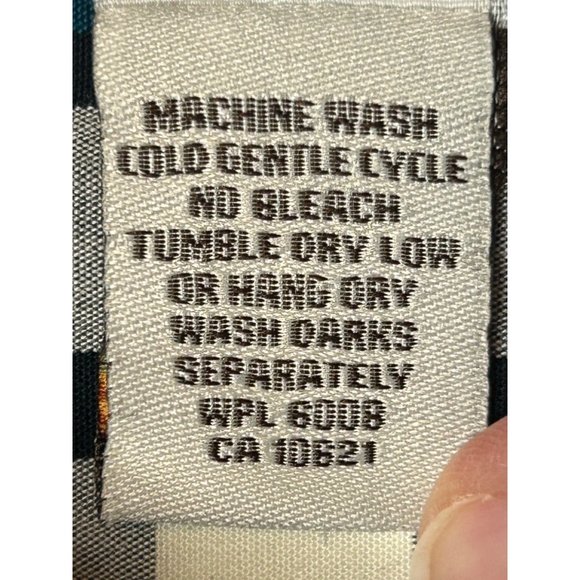 MACHINE WASH
COLD GENTLE CYCLE
NO BLEACH
TUMBLE DRY LOW
OR HANG DRY
WASH DARKS
SEPARATELY
WPL 6008
CA 10621